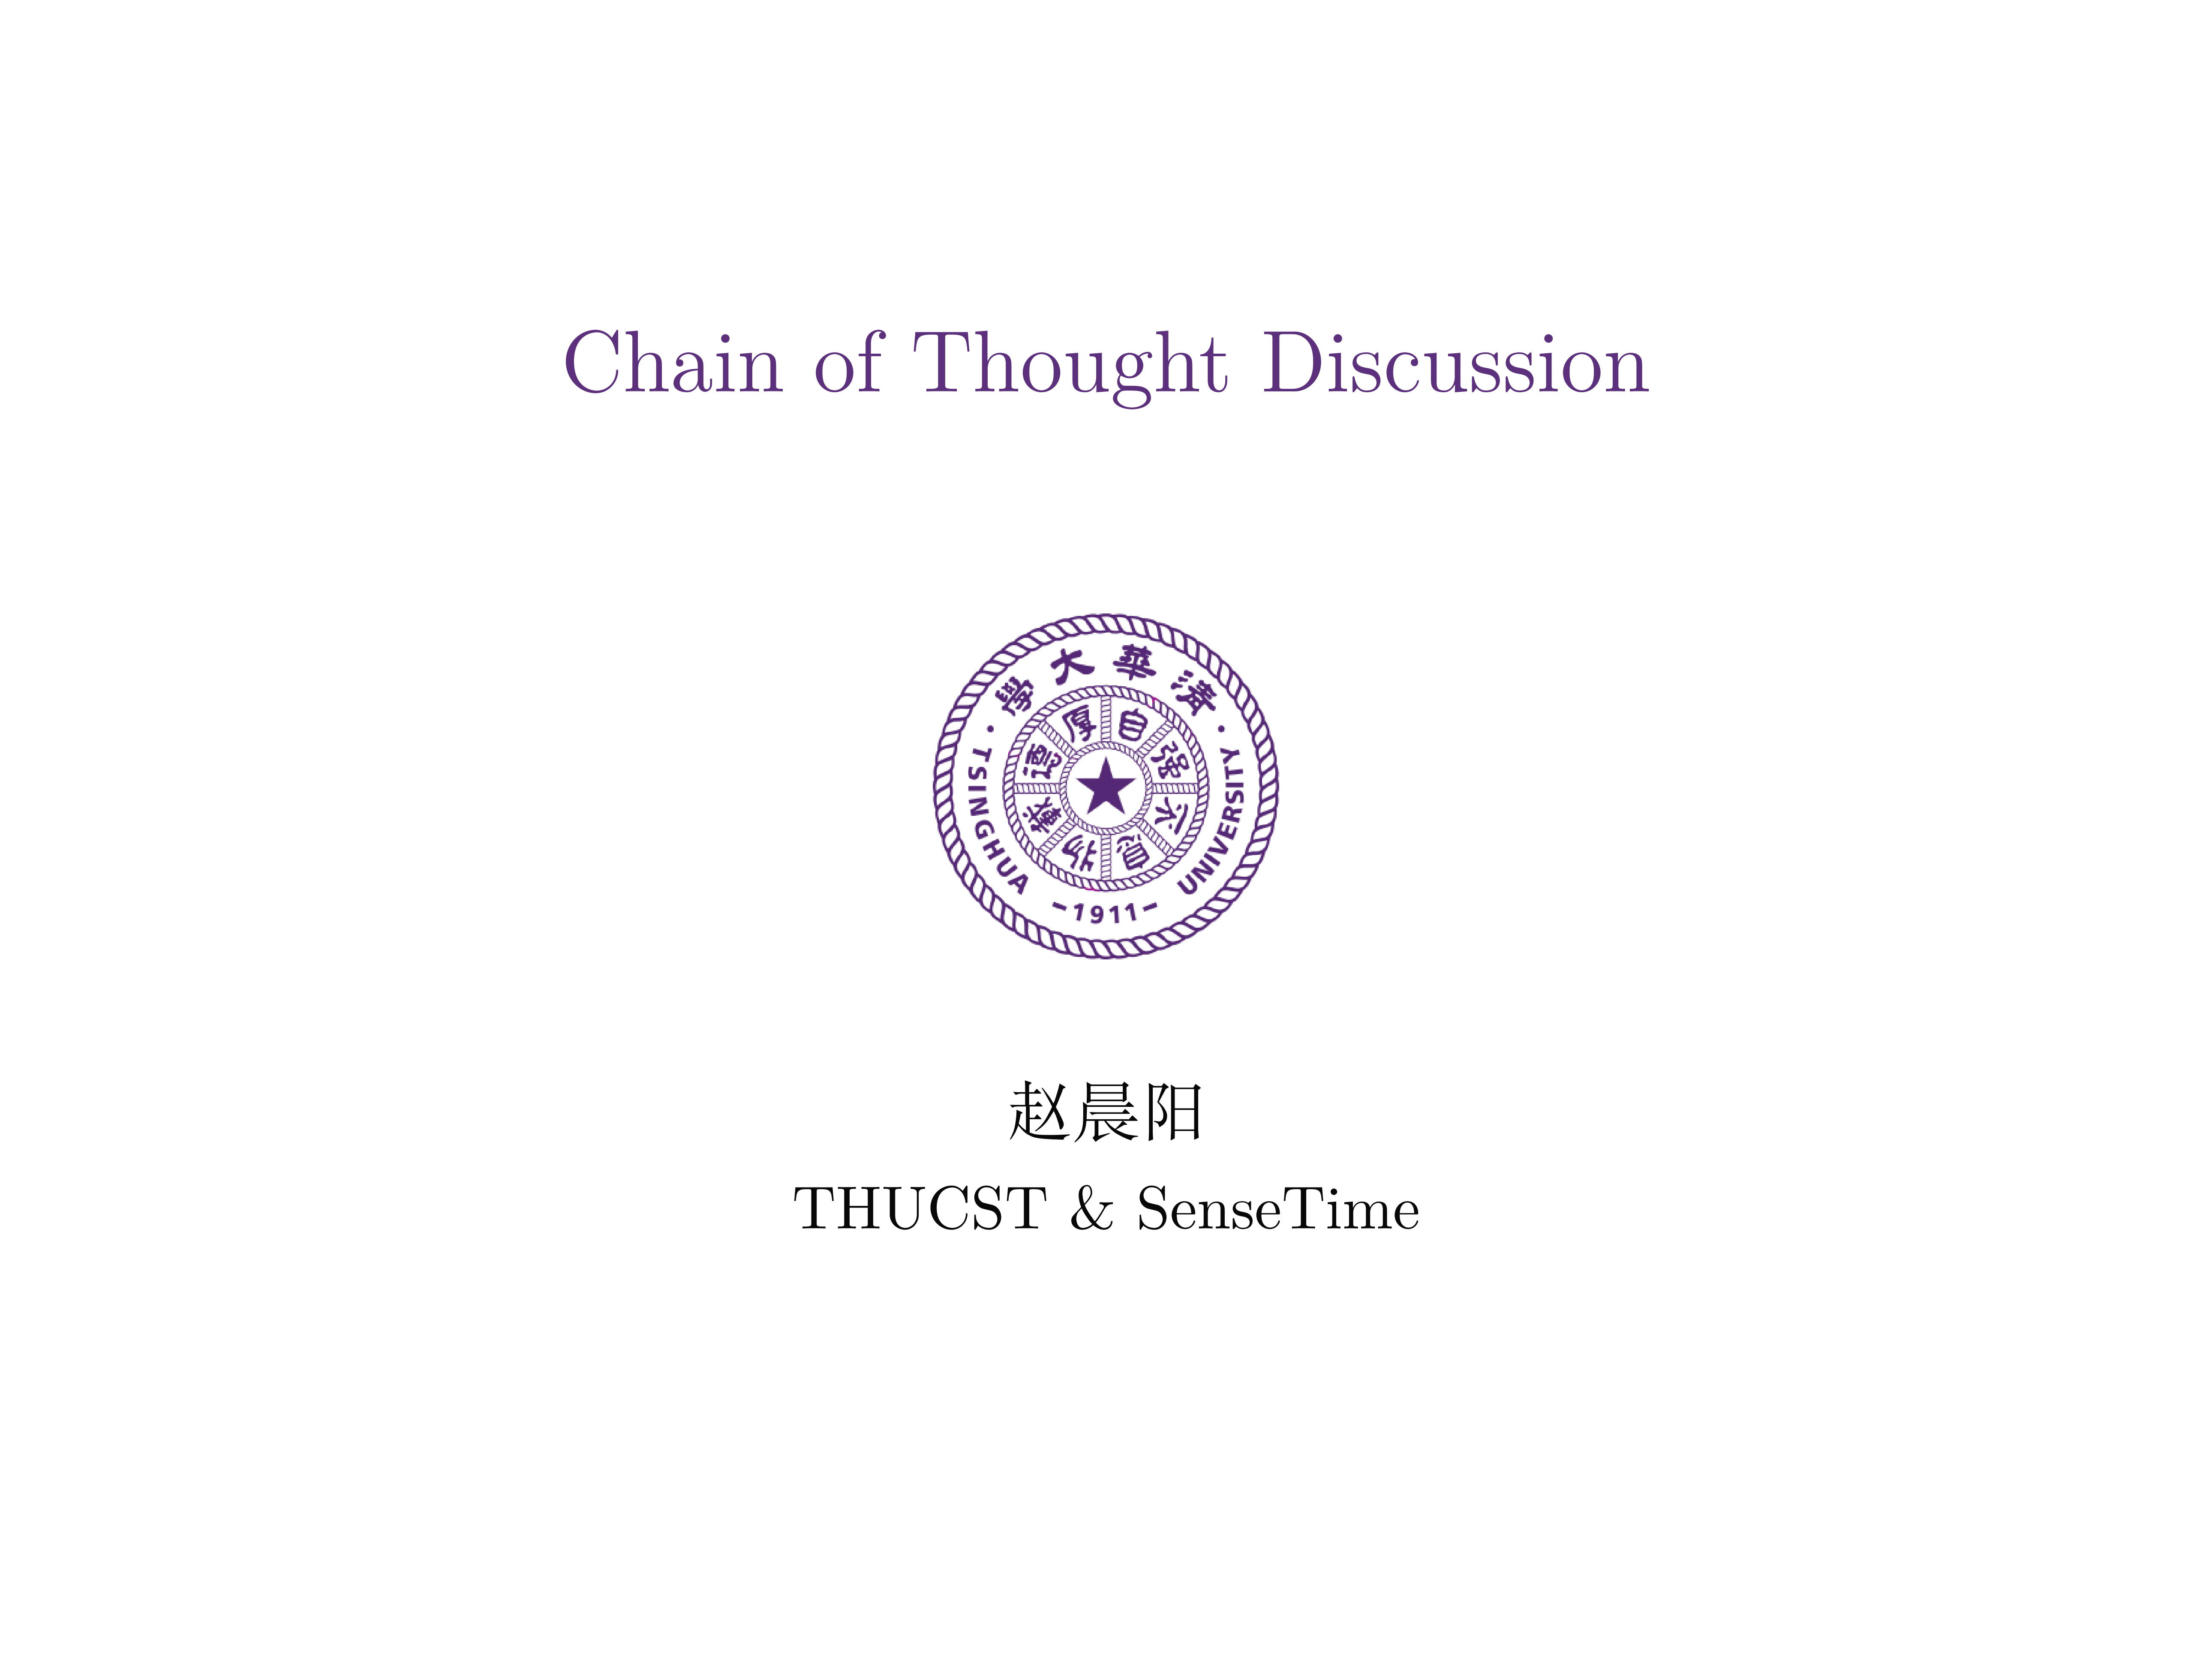 Chain of Thought Discussion
清華大學
自強不息
厚德載物
TSINGHUA UNIVERSITY
-1911-
赵晨阳
THUCST & SenseTime